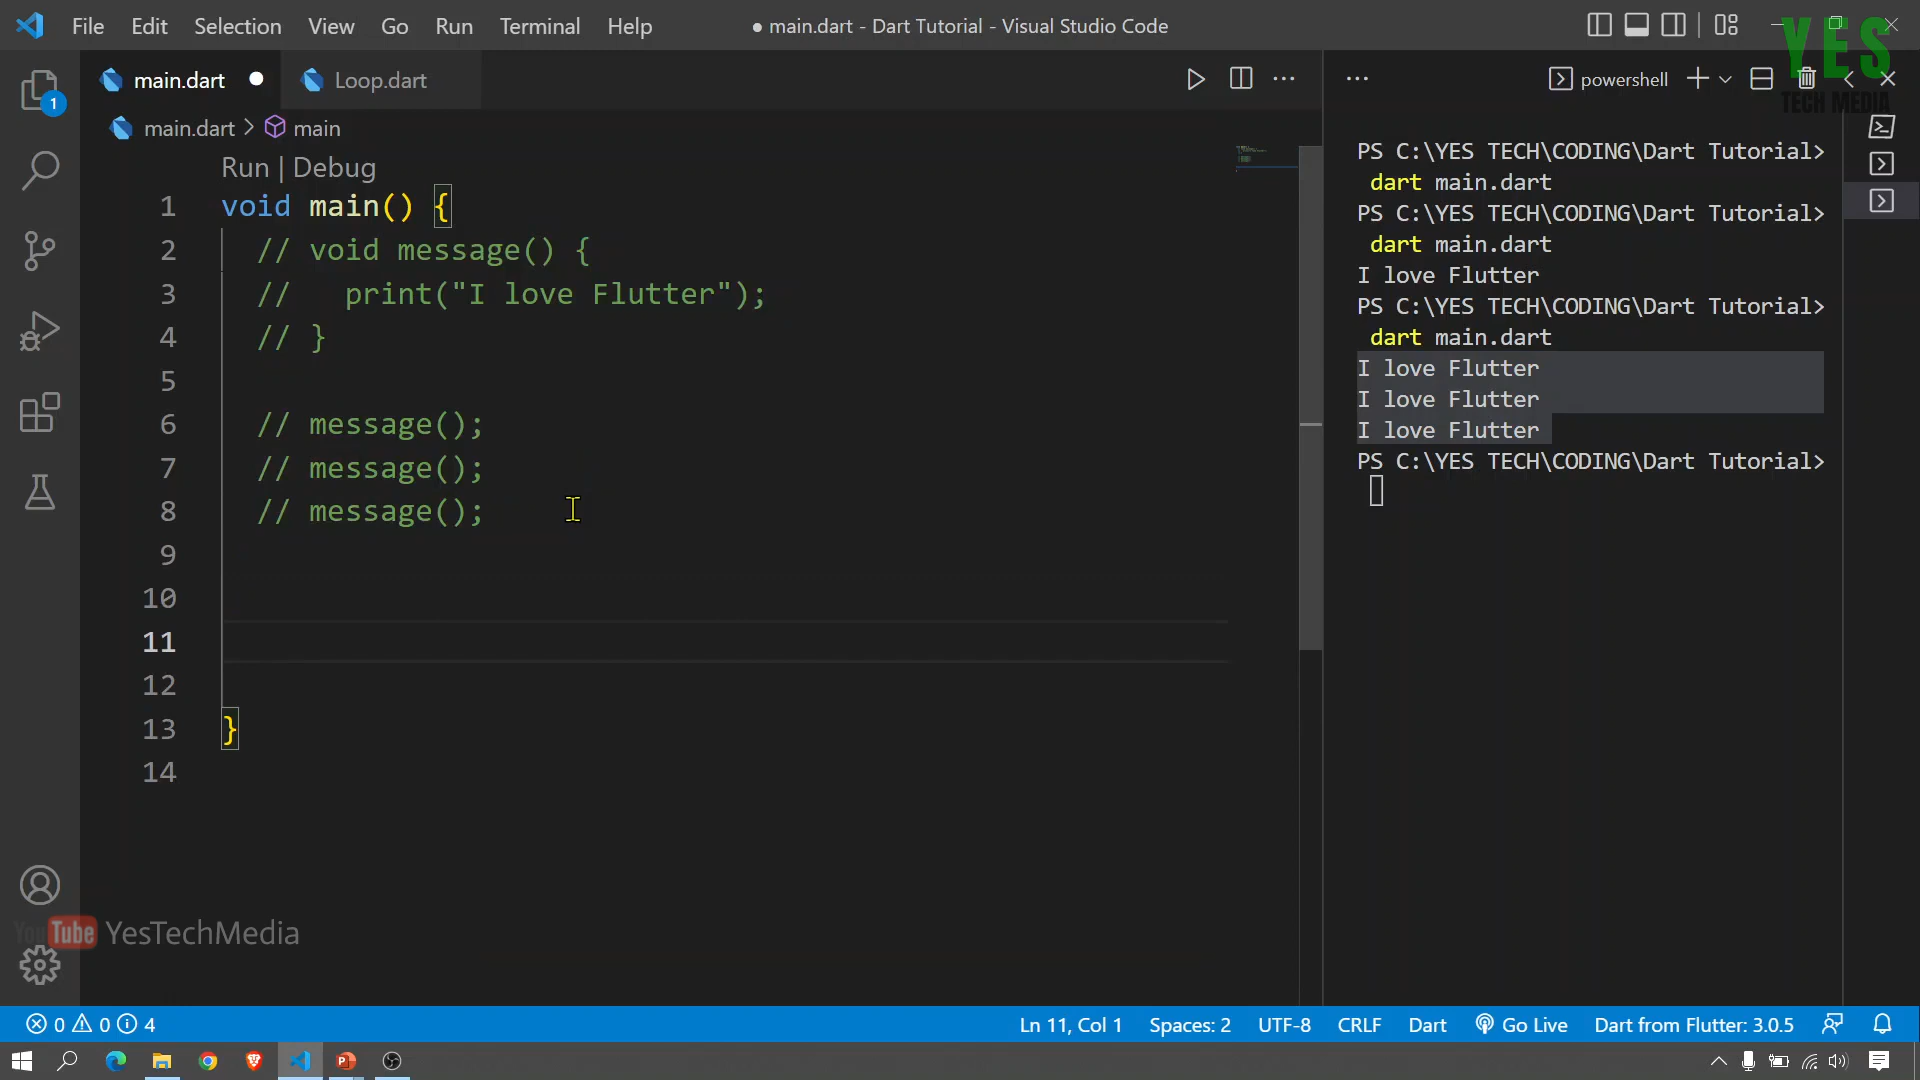 File Edit Selection View Go Run Terminal Help
● main.dart - Dart Tutorial - Visual Studio Code
YES
TECH MEDIA
main.dart
Loop.dart
powershell
1
main.dart > main
Run | Debug
1 void main() {
2 // void message() {
3 //   print("I love Flutter");
4 // }
5
6 // message();
7 // message();
8 // message();
9
10
11
12
13 }
14
PS C:\YES TECH\CODING\Dart Tutorial>
dart main.dart
PS C:\YES TECH\CODING\Dart Tutorial>
dart main.dart
I love Flutter
PS C:\YES TECH\CODING\Dart Tutorial>
dart main.dart
I love Flutter
I love Flutter
I love Flutter
PS C:\YES TECH\CODING\Dart Tutorial>
YouTube YesTechMedia
0 0 4
Ln 11, Col 1 Spaces: 2 UTF-8 CRLF Dart Go Live Dart from Flutter: 3.0.5